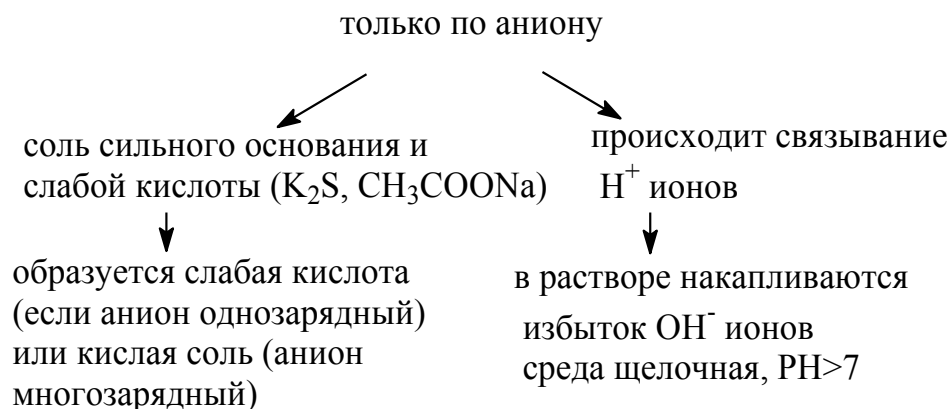 только по аниону
соль сильного основания и
слабой кислоты (K₂S, CH₃COONa)
образуется слабая кислота
(если анион однозарядный)
или кислая соль (анион
многозарядный)
происходит связывание
H⁺ ионов
в растворе накапливаются
избыток OH⁻ ионов
среда щелочная, PH>7